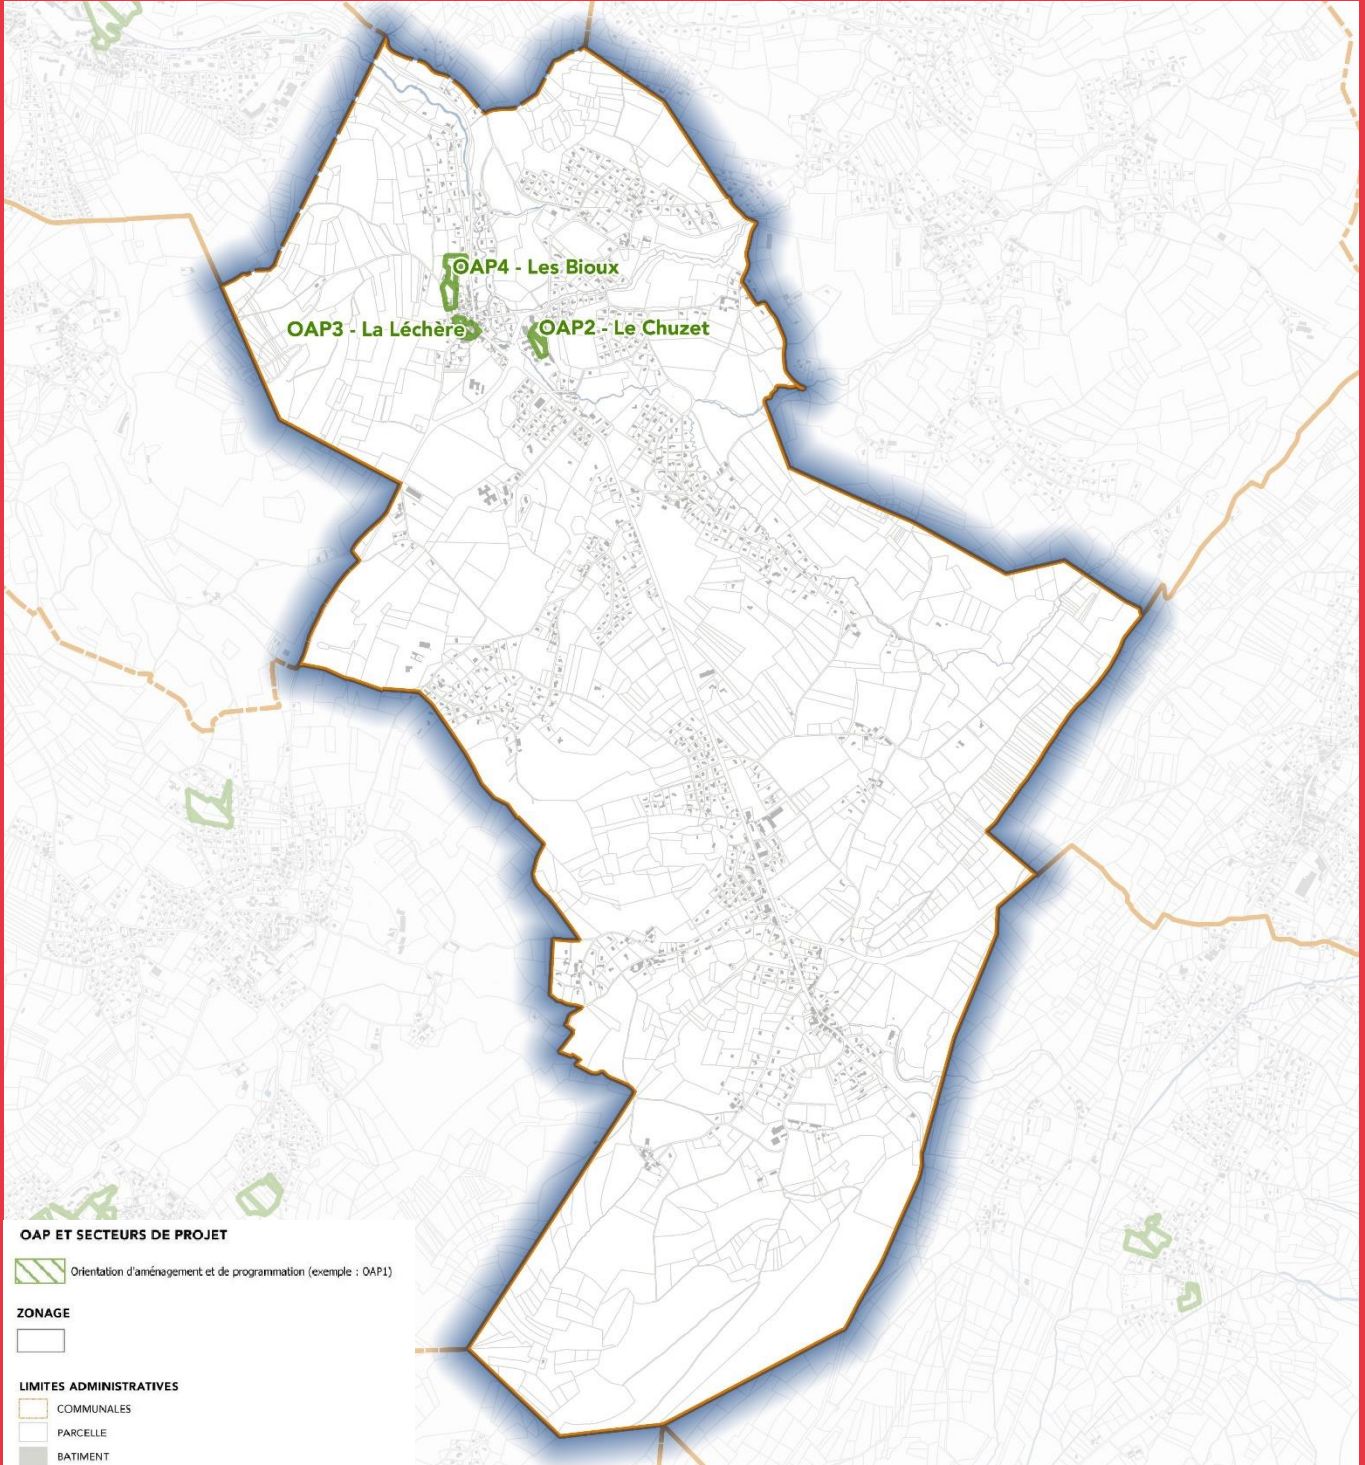 OAP4 - Les Bioux
OAP3 - La Léchère
OAP2 - Le Chuzet
OAP ET SECTEURS DE PROJET
Orientation d'aménagement et de programmation (exemple : OAP1)
ZONAGE
LIMITES ADMINISTRATIVES
COMMUNALES
PARCELLE
BATIMENT